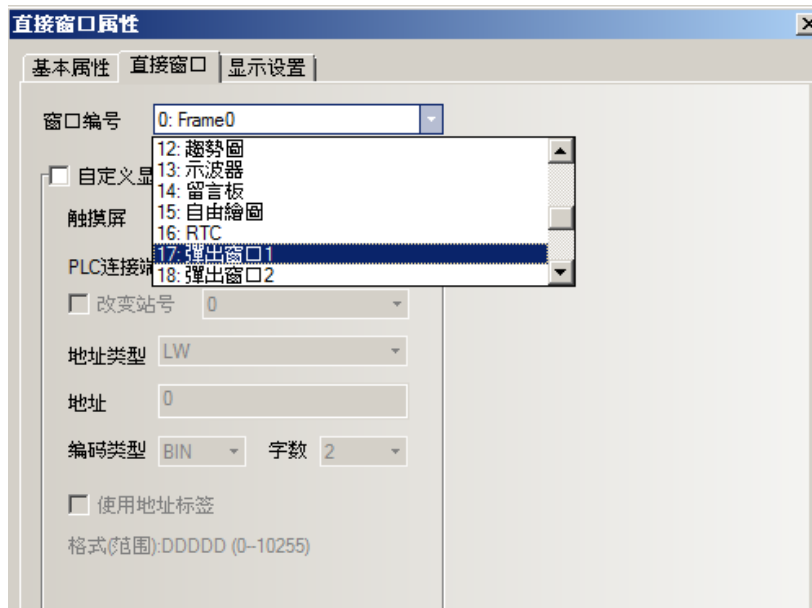 直接窗口属性
基本属性 直接窗口 显示设置
窗口编号 0: Frame0
12: 趨勢圖
13: 示波器
14: 留言板
15: 自由繪圖
16: RTC
17: 彈出窗口1
18: 彈出窗口2
自定义显
触摸屏
PLC连接端
改变站号 0
地址类型 LW
地址 0
编码类型 BIN 字数 2
使用地址标签
格式(范围):DDDDD (0--10255)